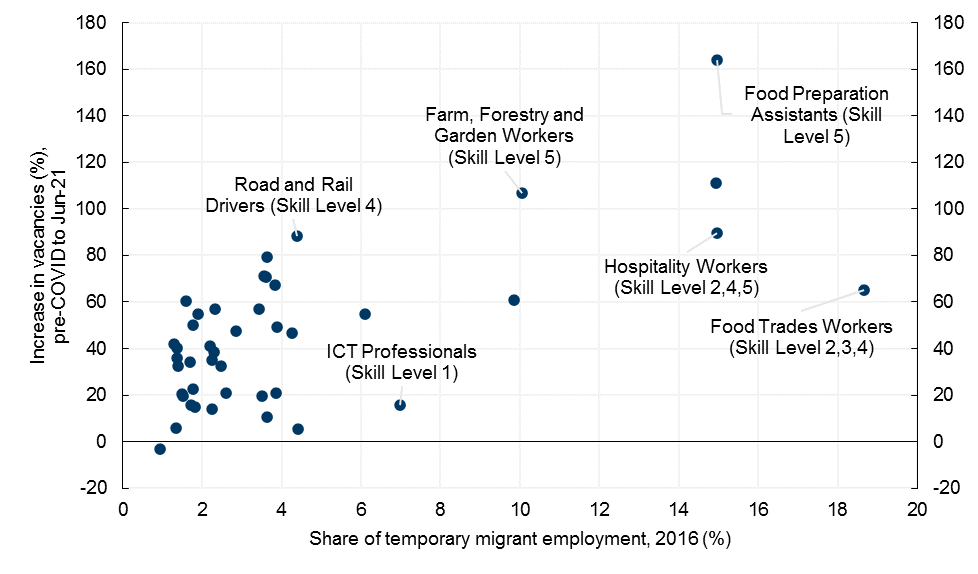 180
160
140
120
100
80
60
40
20
0
-20
180
160
140
120
100
80
60
40
20
0
-20
Increase in vacancies (%),
pre-COVID to Jun-21
Food Preparation
Assistants (Skill
Level 5)
Farm, Forestry and
Garden Workers
(Skill Level 5)
Road and Rail
Drivers (Skill Level 4)
Hospitality Workers
(Skill Level 2,4,5)
Food Trades Workers
(Skill Level 2,3,4)
ICT Professionals
(Skill Level 1)
0 2 4 6 8 10 12 14 16 18 20
Share of temporary migrant employment, 2016 (%)